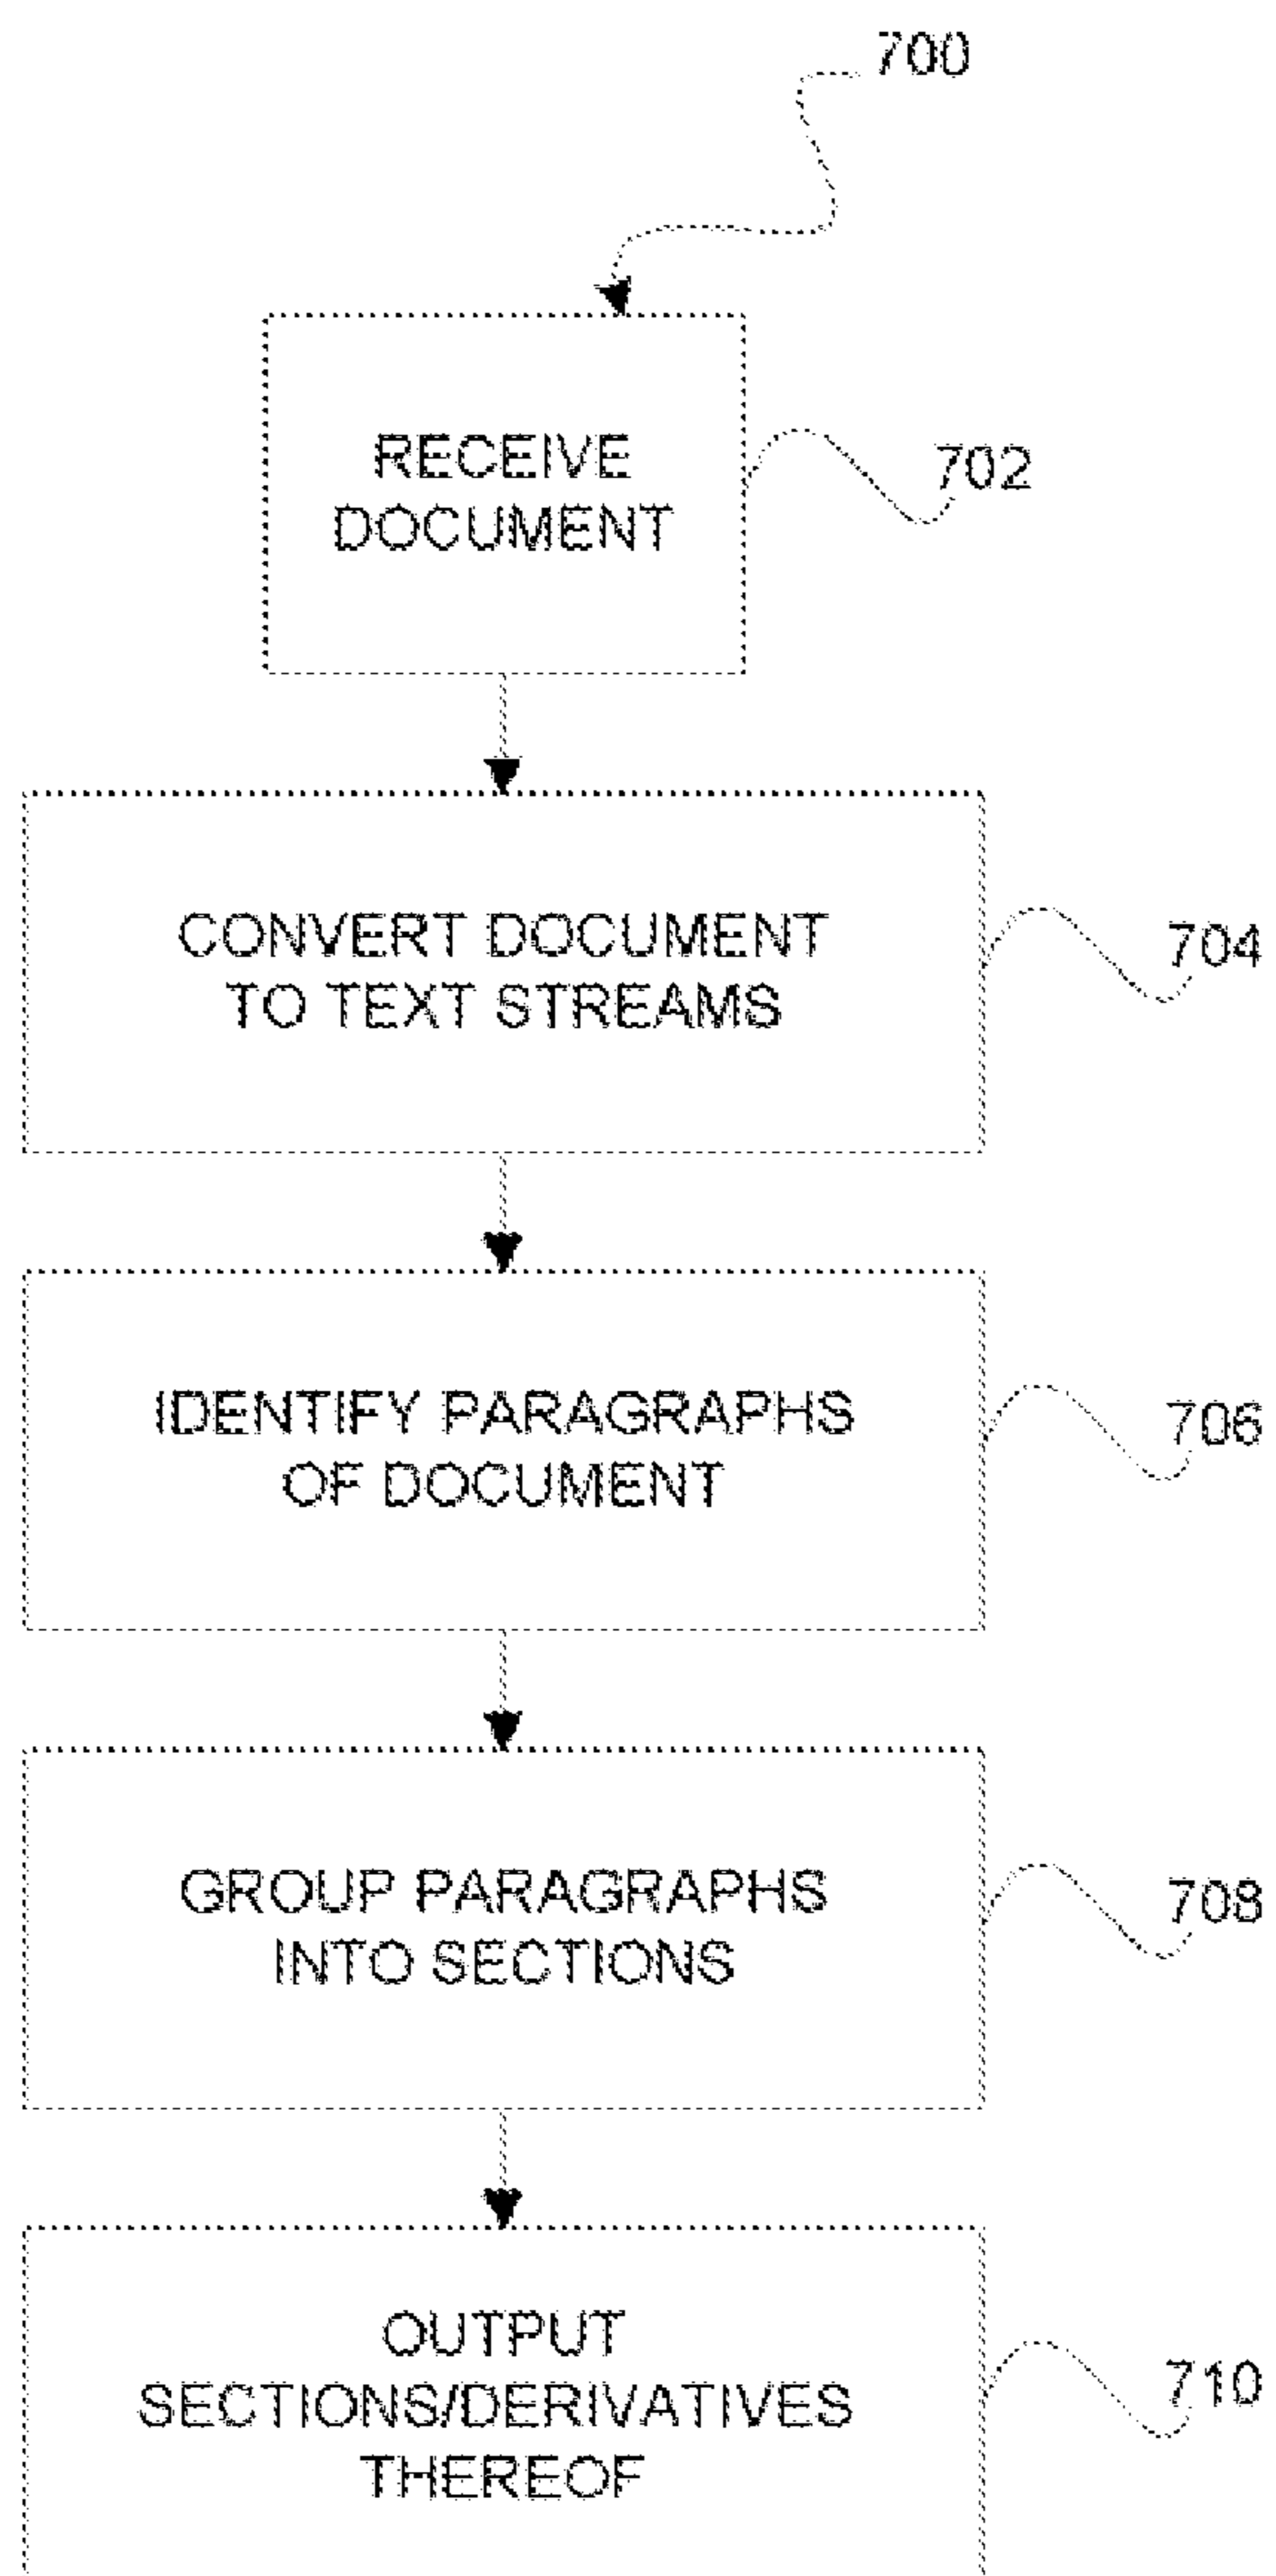 700
RECEIVE
DOCUMENT
702
CONVERT DOCUMENT
TO TEXT STREAMS
704
IDENTIFY PARAGRAPHS
OF DOCUMENT
706
GROUP PARAGRAPHS
INTO SECTIONS
708
OUTPUT
SECTIONS/DERIVATIVES
THEREOF
710